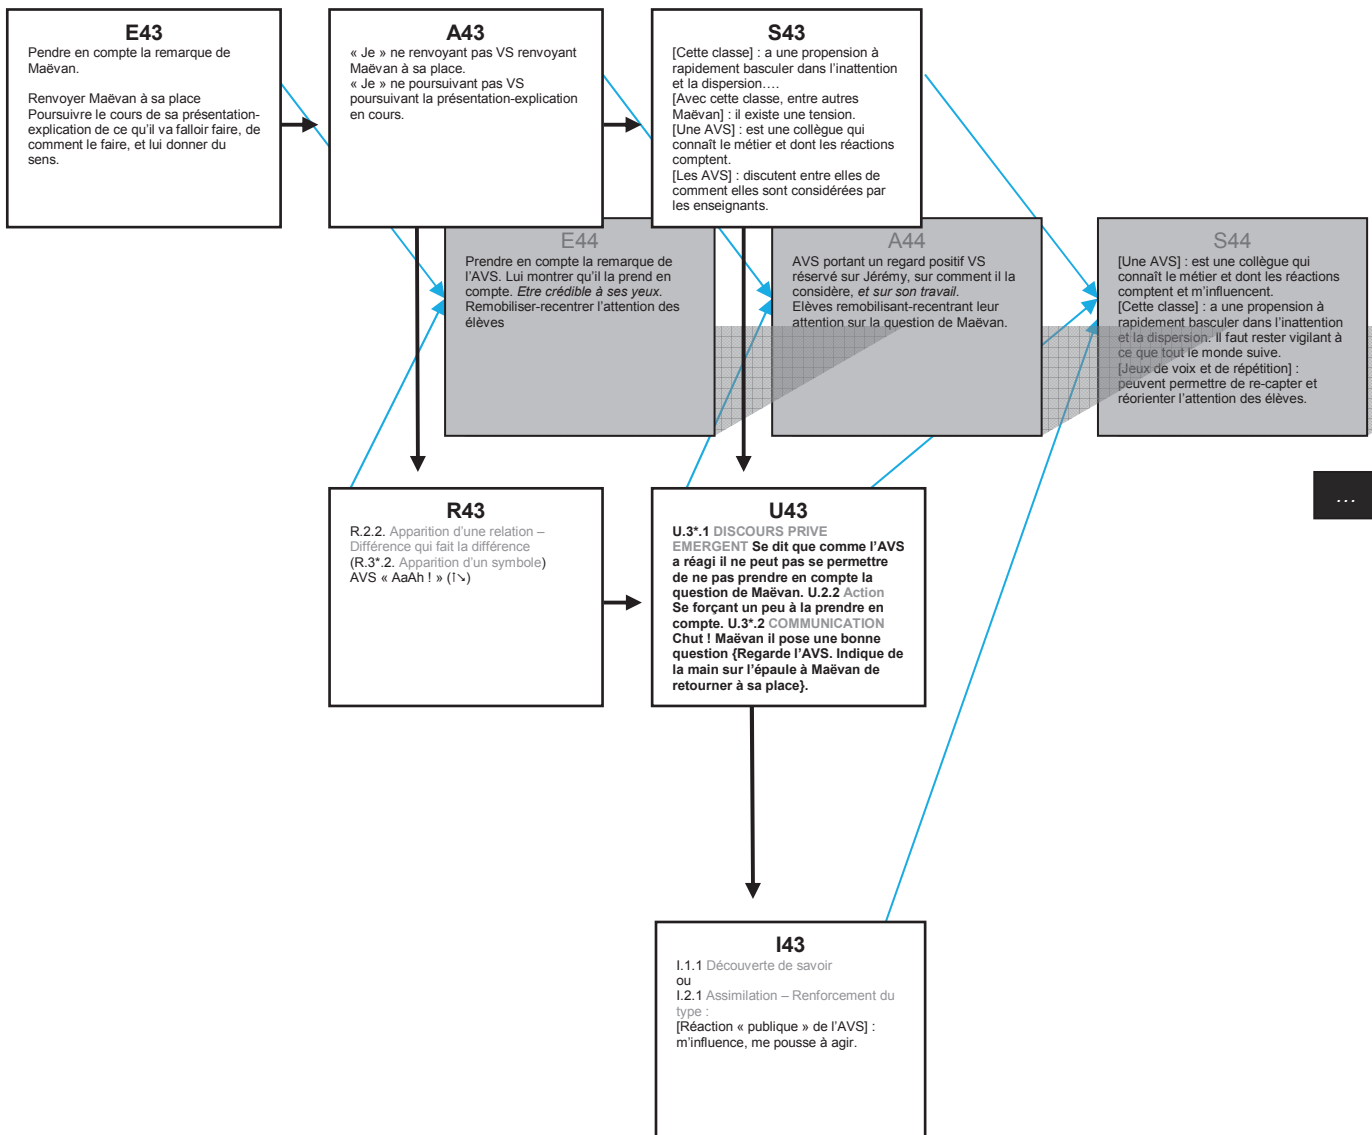 E43
Pendre en compte la remarque de
Maëvan.
Renvoyer Maëvan à sa place
Poursuivre le cours de sa présentation-
explication de ce qu'il va falloir faire, de
comment le faire, et lui donner du
sens.
A43
« Je » ne renvoyant pas VS renvoyant
Maëvan à sa place.
« Je » ne poursuivant pas VS
poursuivant la présentation-explication
en cours.
S43
[Cette classe] : a une propension à
rapidement basculer dans l'inattention
et la dispersion….
[Avec cette classe, entre autres
Maëvan] : il existe une tension.
[Une AVS] : est une collègue qui
connaît le métier et dont les réactions
comptent.
[Les AVS] : discutent entre elles de
comment elles sont considérées par
les enseignants.
E44
Prendre en compte la remarque de
l'AVS. Lui montrer qu'il la prend en
compte. Etre crédible à ses yeux.
Remobiliser-recentrer l'attention des
élèves
A44
AVS portant un regard positif VS
réservé sur Jérémy, sur comment il la
considère, et sur son travail.
Elèves remobilisant-recentrant leur
attention sur la question de Maëvan.
S44
[Une AVS] : est une collègue qui
connaît le métier et dont les réactions
comptent et m'influencent.
[Cette classe] : a une propension à
rapidement basculer dans l'inattention
et la dispersion. Il faut rester vigilant à
ce que tout le monde suive.
[Jeux de voix et de répétition] :
peuvent permettre de re-capter et
réorienter l'attention des élèves.
...
R43
R.2.2. Apparition d'une relation –
Différence qui fait la différence
(R.3*.2. Apparition d'un symbole)
AVS « AaAh ! » (↑↘)
U43
U.3*.1 DISCOURS PRIVE
EMERGENT Se dit que comme l'AVS
a réagi il ne peut pas se permettre
de ne pas prendre en compte la
question de Maëvan. U.2.2 Action
Se forçant un peu à la prendre en
compte. U.3*.2 COMMUNICATION
Chut ! Maëvan il pose une bonne
question {Regarde l'AVS. Indique de
la main sur l'épaule à Maëvan de
retourner à sa place}.
I43
I.1.1 Découverte de savoir
ou
I.2.1 Assimilation – Renforcement du
type :
[Réaction « publique » de l'AVS] :
m'influence, me pousse à agir.